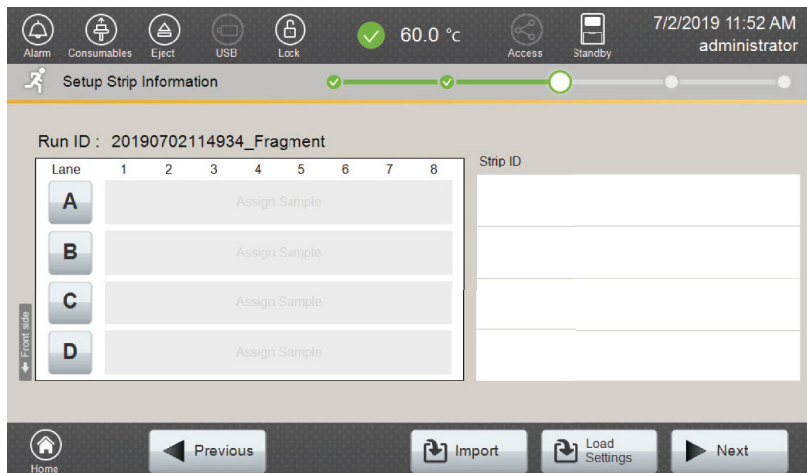 Alarm Consumables Eject USB Lock 60.0 °C Access Standby 7/2/2019 11:52 AM
administrator
Setup Strip Information
Run ID : 20190702114934_Fragment
Lane 1 2 3 4 5 6 7 8 Strip ID
A Assign Sample
B Assign Sample
C Assign Sample
D Assign Sample
Front side
Home Previous Import Load Settings Next